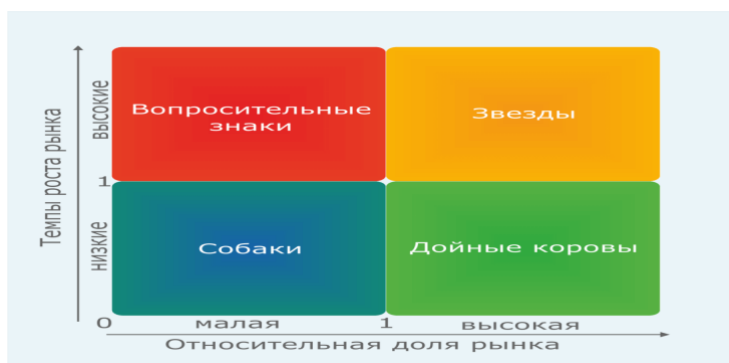 Темпы роста рынка
высокие
низкие
Вопросительные
знаки
Звезды
1
Собаки
Дойные коровы
0
малая
1
высокая
Относительная доля рынка